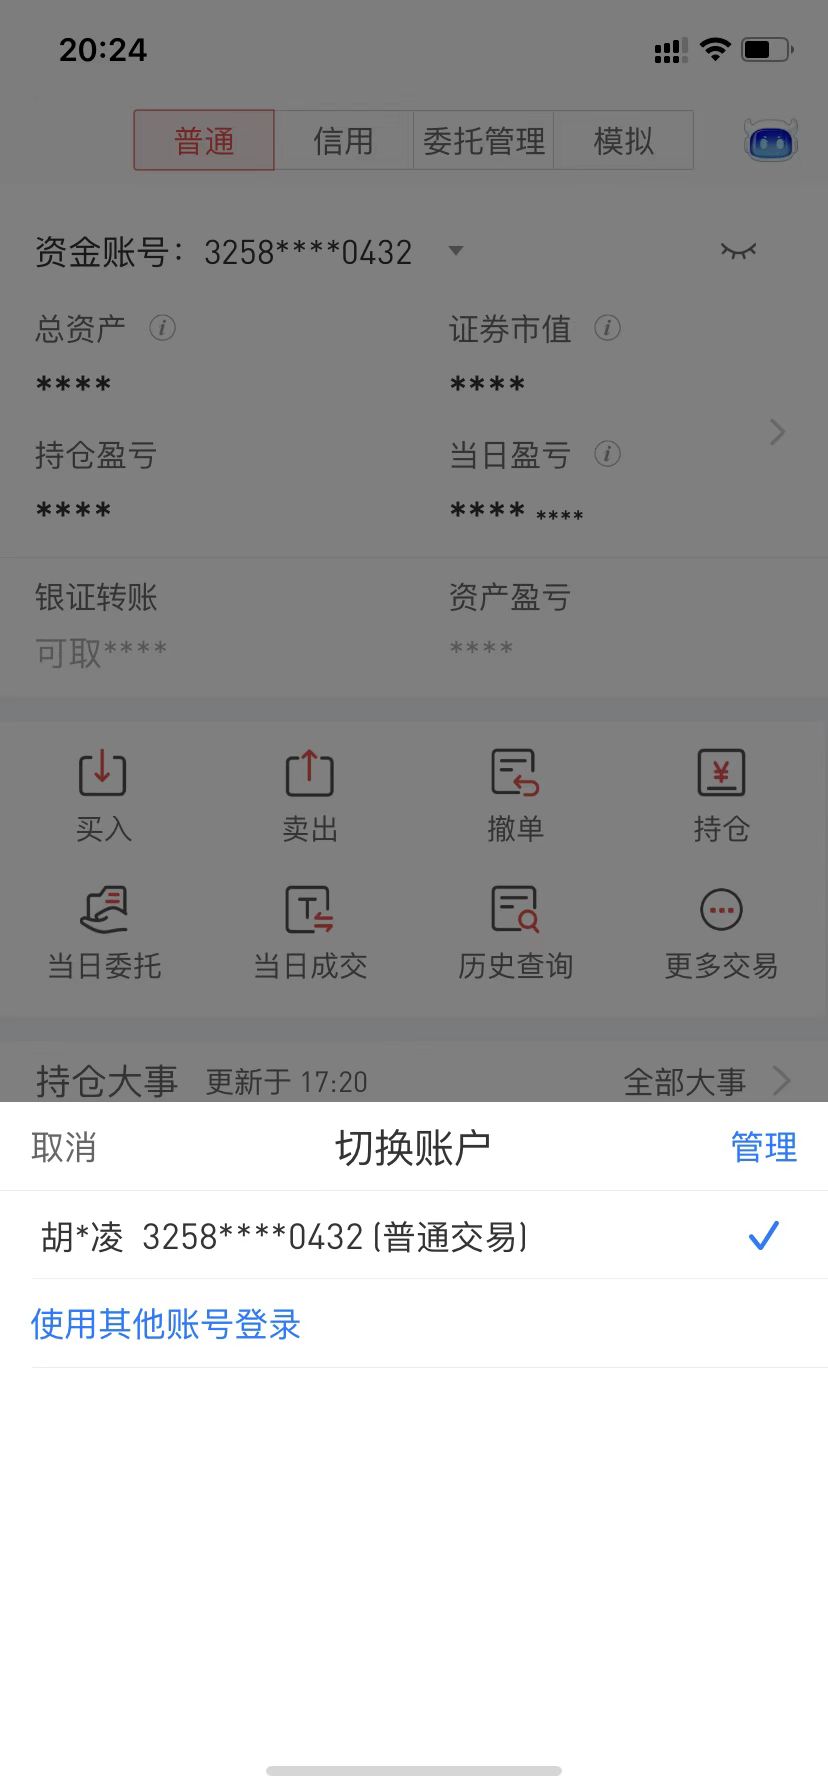 20:24
普通 信用 委托管理 模拟
资金账号：3258****0432
总资产 证券市值
**** ****
持仓盈亏 当日盈亏
**** **** ****
银证转账 资产盈亏
可取**** ****
买入 卖出 撤单 持仓
当日委托 当日成交 历史查询 更多交易
持仓大事 更新于 17:20 全部大事
取消 切换账户 管理
胡*凌 3258****0432 (普通交易)
使用其他账号登录